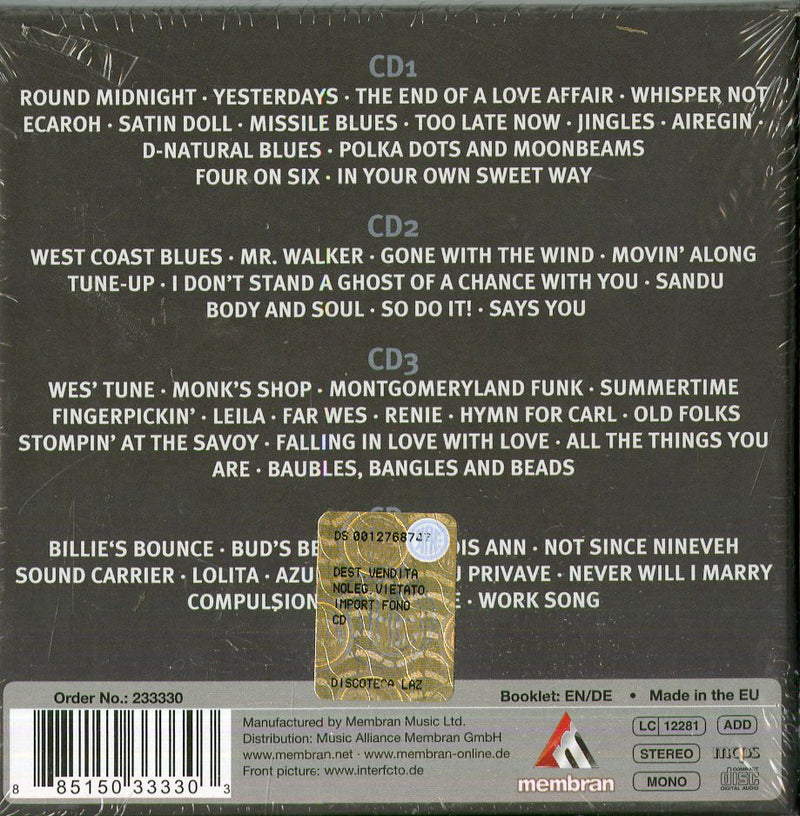 CD1
ROUND MIDNIGHT · YESTERDAYS · THE END OF A LOVE AFFAIR · WHISPER NOT
ECAROH · SATIN DOLL · MISSILE BLUES · TOO LATE NOW · JINGLES · AIREGIN ·
D-NATURAL BLUES · POLKA DOTS AND MOONBEAMS
FOUR ON SIX · IN YOUR OWN SWEET WAY
CD2
WEST COAST BLUES · MR. WALKER · GONE WITH THE WIND · MOVIN' ALONG
TUNE-UP · I DON'T STAND A GHOST OF A CHANCE WITH YOU · SANDU
BODY AND SOUL · SO DO IT! · SAYS YOU
CD3
WES' TUNE · MONK'S SHOP · MONTGOMERYLAND FUNK · SUMMERTIME
FINGERPICKIN' · LEILA · FAR WES · RENIE · HYMN FOR CARL · OLD FOLKS
STOMPIN' AT THE SAVOY · FALLING IN LOVE WITH LOVE · ALL THE THINGS YOU
ARE · BAUBLES, BANGLES AND BEADS
BILLIE'S BOUNCE · BUD'S ANN · NOT SINCE NINEVEH
SOUND CARRIER · LOLITA · PRIVAVE · NEVER WILL I MARRY
COMPULSION · WORK SONG
DS 001276874?
DEST.VENDITA
NOLEG.VIETATO
IMPORT FONO
CD
DISCOTECA LAZ
Order No.: 233330
Booklet: EN/DE • Made in the EU
8 85150 33330 3
Manufactured by Membran Music Ltd.
Distribution: Music Alliance Membran GmbH
www.membran.net · www.membran-online.de
Front picture: www.interfcto.de
membran
LC 12281
ADD
STEREO
mcps
MONO
COMPACT
disc
DIGITAL AUDIO